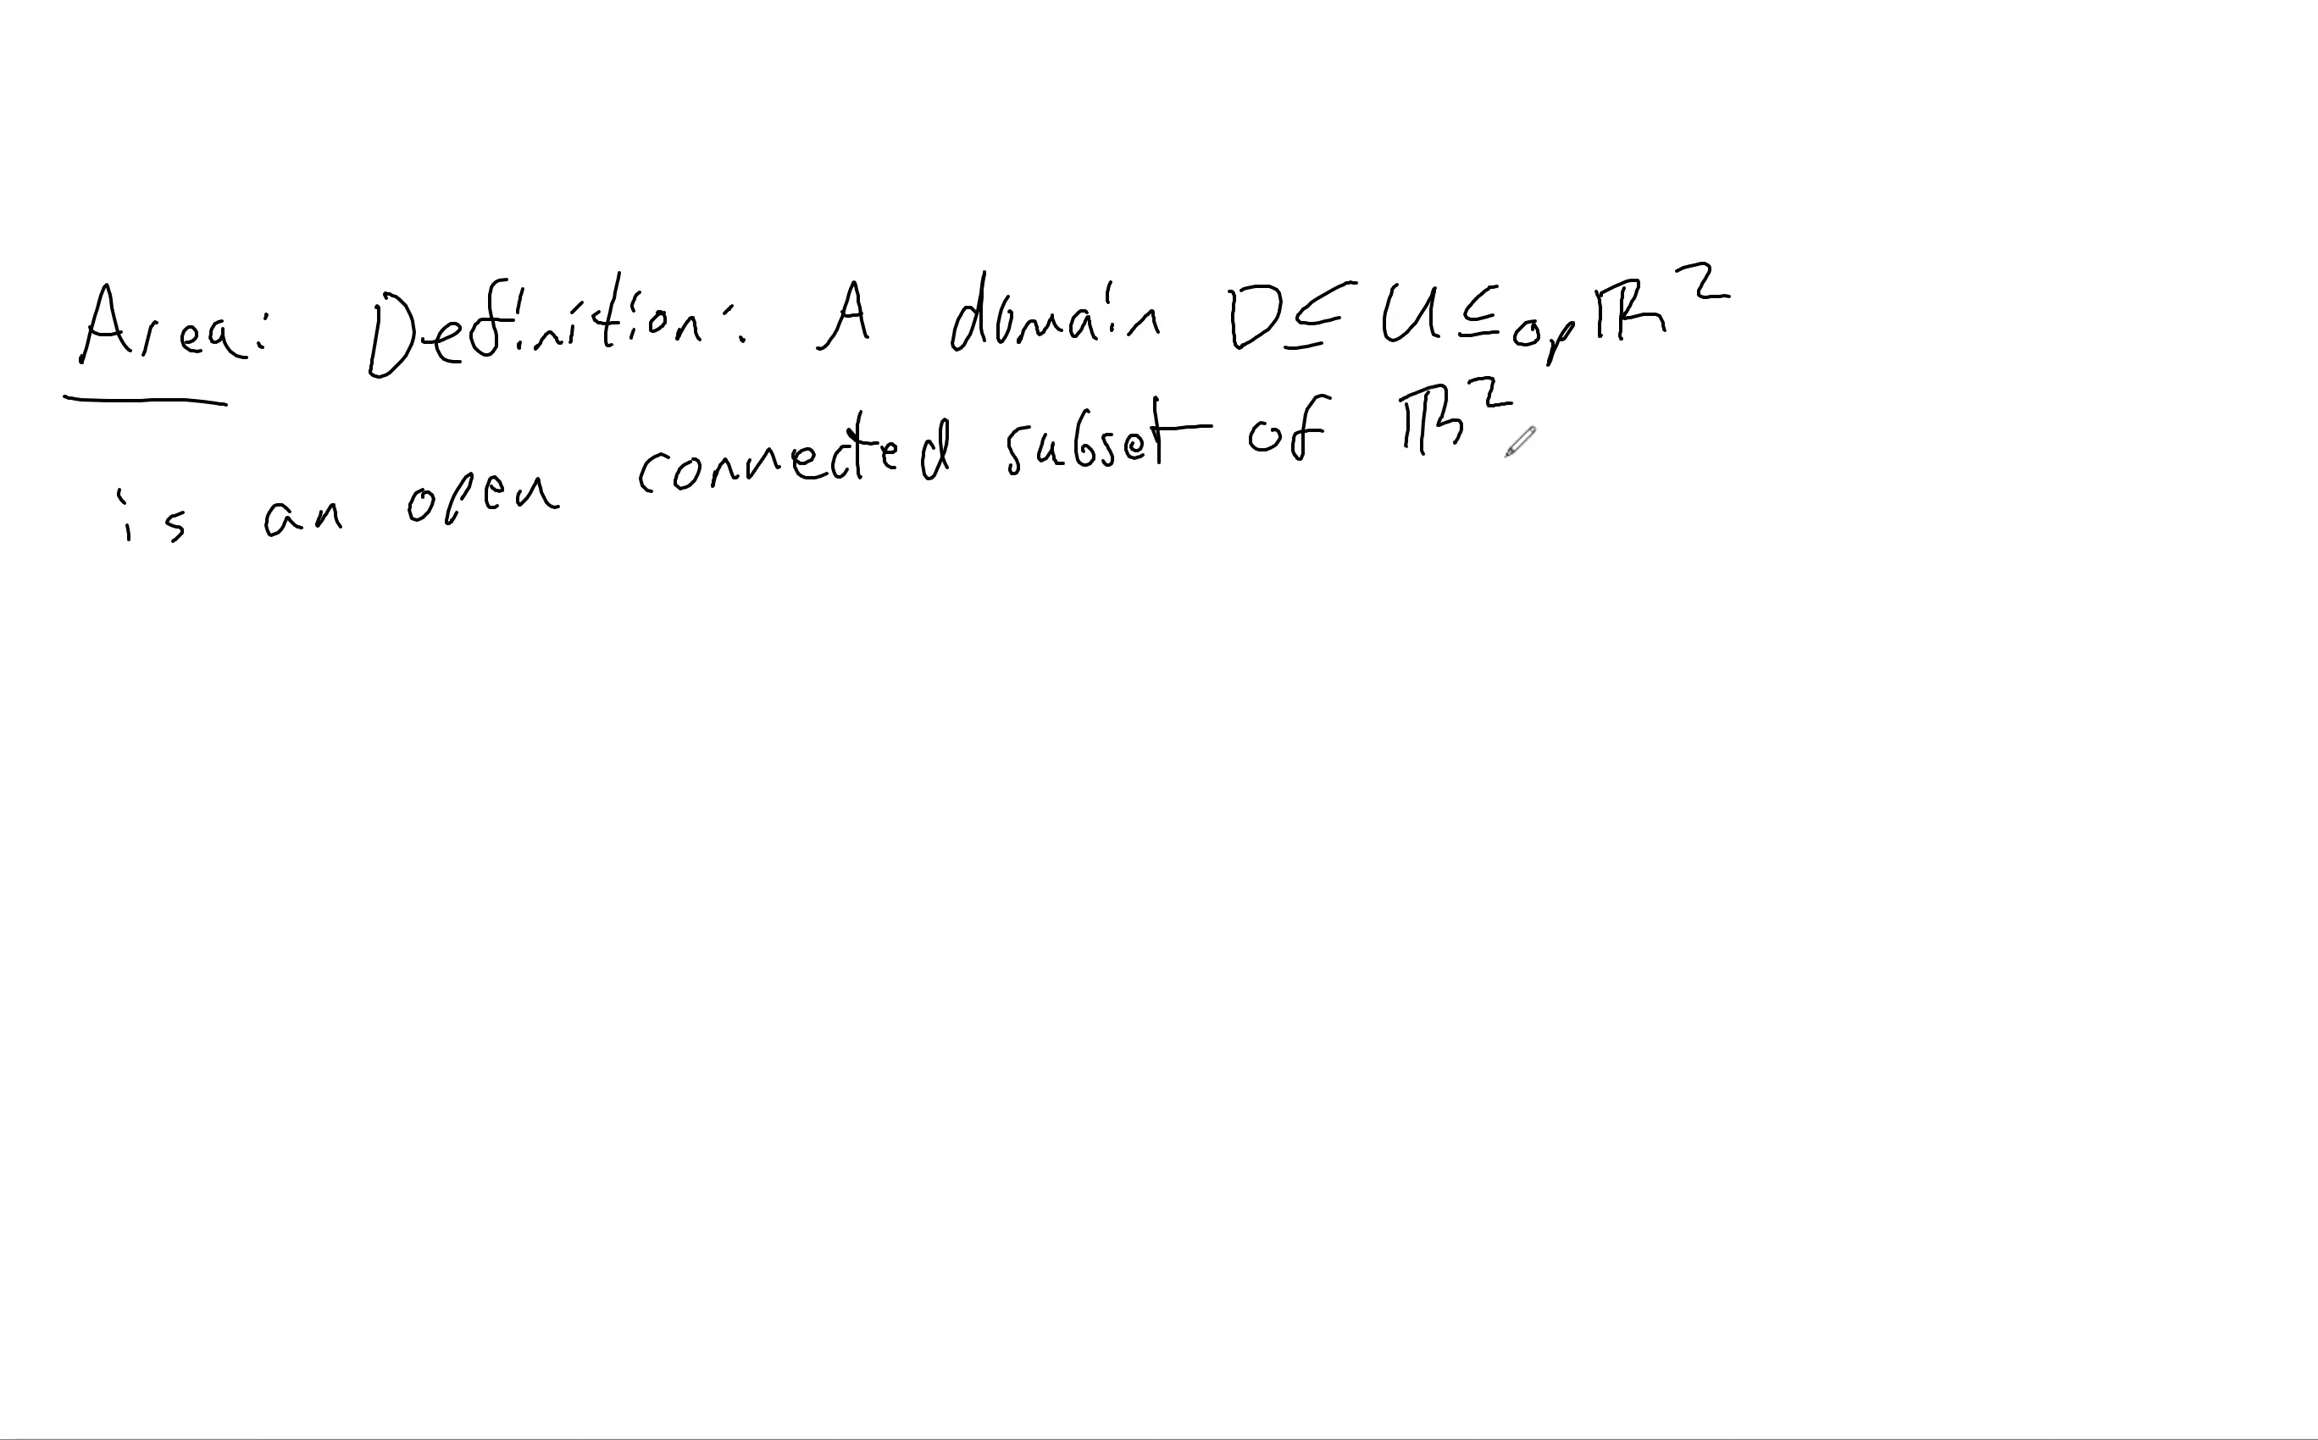 Area: Definition: A domain D ⊆ U ⊆ₒₚ ℝ²
is an open connected subset of ℝ²